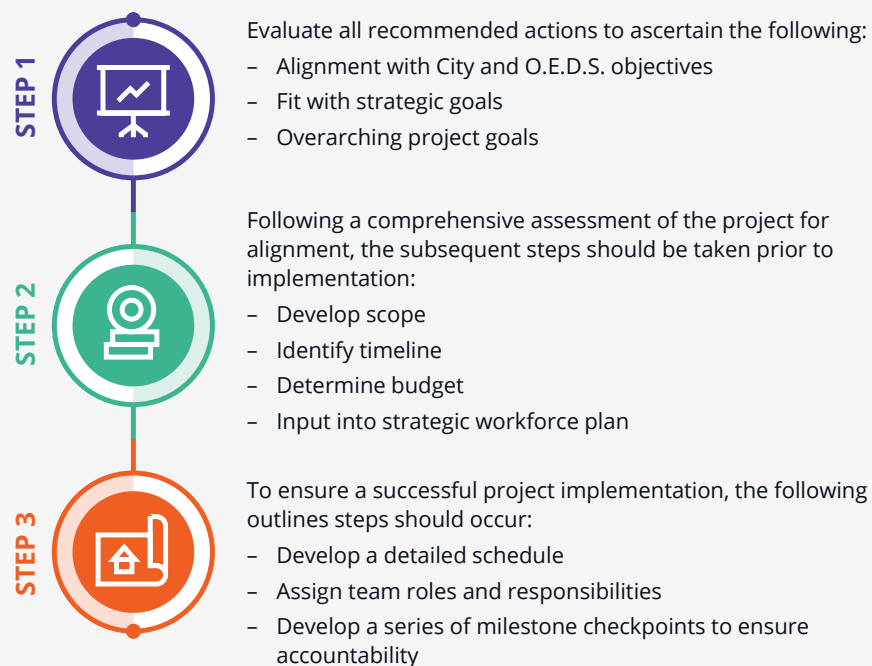 STEP 1
Evaluate all recommended actions to ascertain the following:
– Alignment with City and O.E.D.S. objectives
– Fit with strategic goals
– Overarching project goals
STEP 2
Following a comprehensive assessment of the project for
alignment, the subsequent steps should be taken prior to
implementation:
– Develop scope
– Identify timeline
– Determine budget
– Input into strategic workforce plan
STEP 3
To ensure a successful project implementation, the following
outlines steps should occur:
– Develop a detailed schedule
– Assign team roles and responsibilities
– Develop a series of milestone checkpoints to ensure
accountability